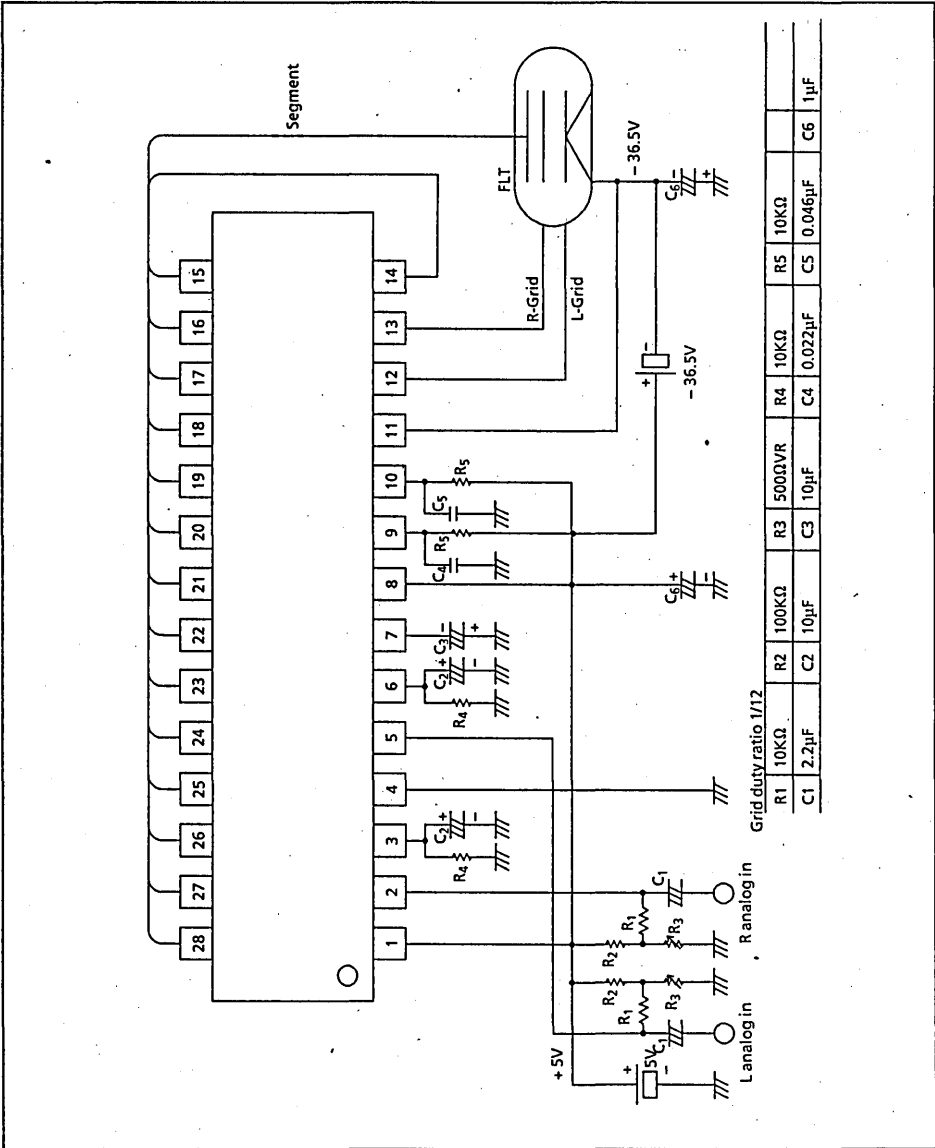 Segment
FLT
15
16
17
18
19
20
21
22
23
24
25
26
27
28
14
13
12
11
10
9
8
7
6
5
4
3
2
1
R-Grid
L-Grid
− 36.5V
C6 −
+
+ −
− 36.5V
C5
R5
C4
R5
C6 +
−
C3 −
+
C2 +
−
R4
C2 +
−
R4
R1
C1
R2
R3
R analog in
R2
R3
R1
C1
L analog in
+ 5V
+
5V
−
Grid duty ratio 1/12
R1 10KΩ R2 100KΩ R3 500ΩVR R4 10KΩ R5 10KΩ
C1 2.2μF C2 10μF C3 10μF C4 0.022μF C5 0.046μF C6 1μF